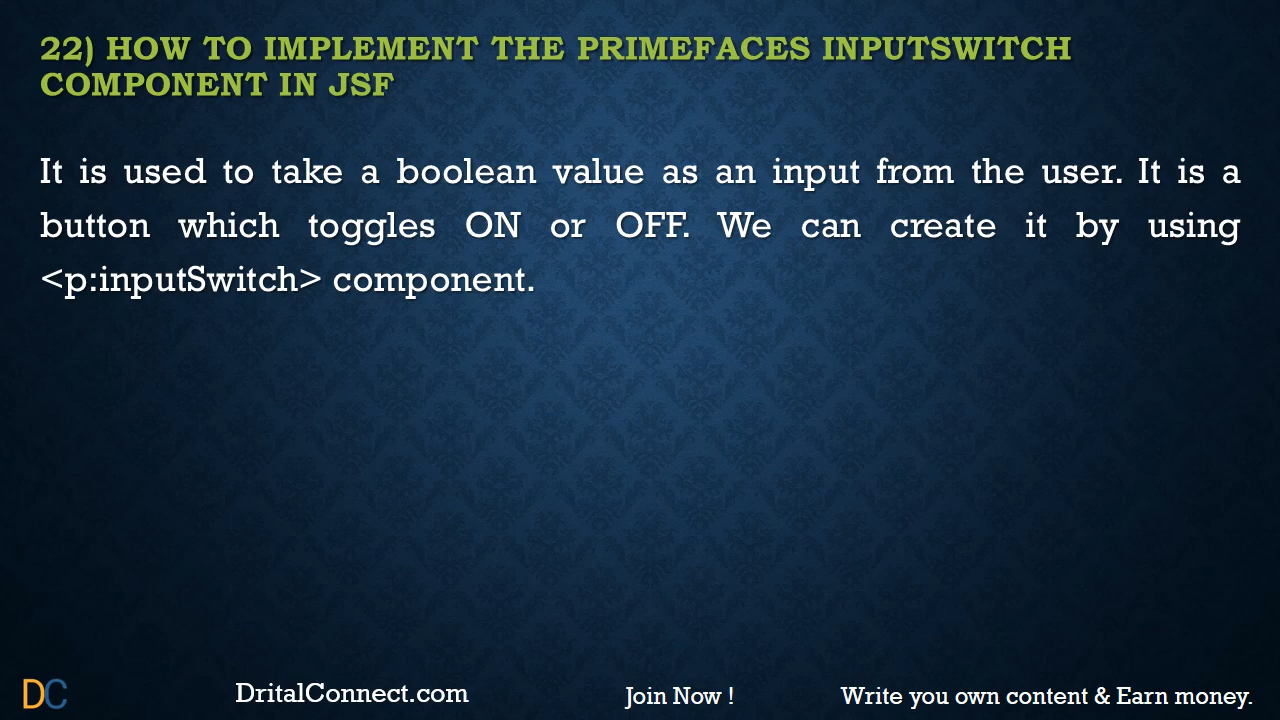 22) HOW TO IMPLEMENT THE PRIMEFACES INPUTSWITCH
COMPONENT IN JSF
It is used to take a boolean value as an input from the user. It is a
button which toggles ON or OFF. We can create it by using
<p:inputSwitch> component.
DC
DritalConnect.com
Join Now !
Write you own content & Earn money.